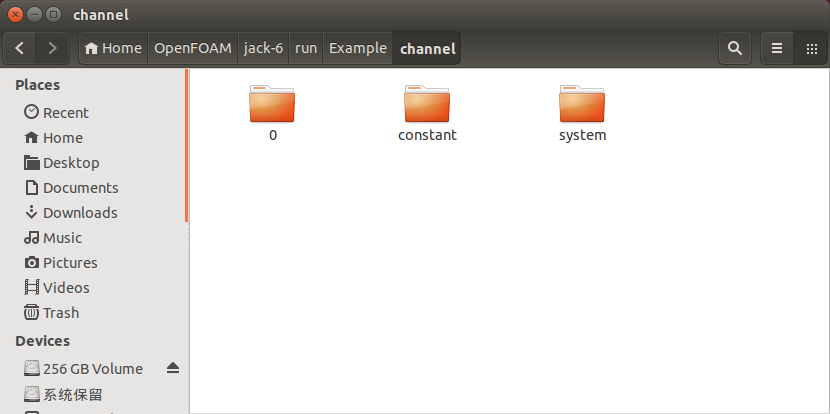 channel
Home OpenFOAM jack-6 run Example channel
Places
Recent
Home
Desktop
Documents
Downloads
Music
Pictures
Videos
Trash
Devices
256 GB Volume
系统保留
0 constant system